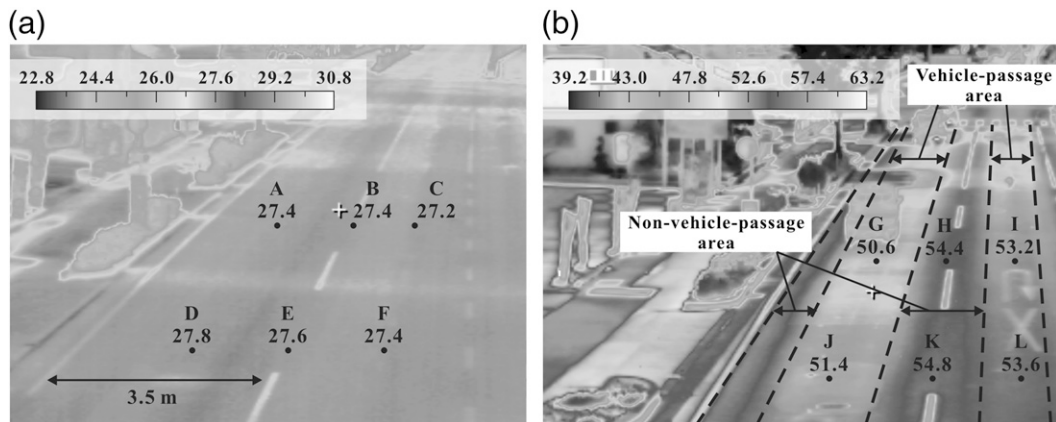 (a)
22.8 24.4 26.0 27.6 29.2 30.8
A B C
27.4 27.4 27.2
D E F
27.8 27.6 27.4
3.5 m
(b)
39.2 43.0 47.8 52.6 57.4 63.2
Vehicle-passage
area
Non-vehicle-passage
area
G H I
50.6 54.4 53.2
J K L
51.4 54.8 53.6